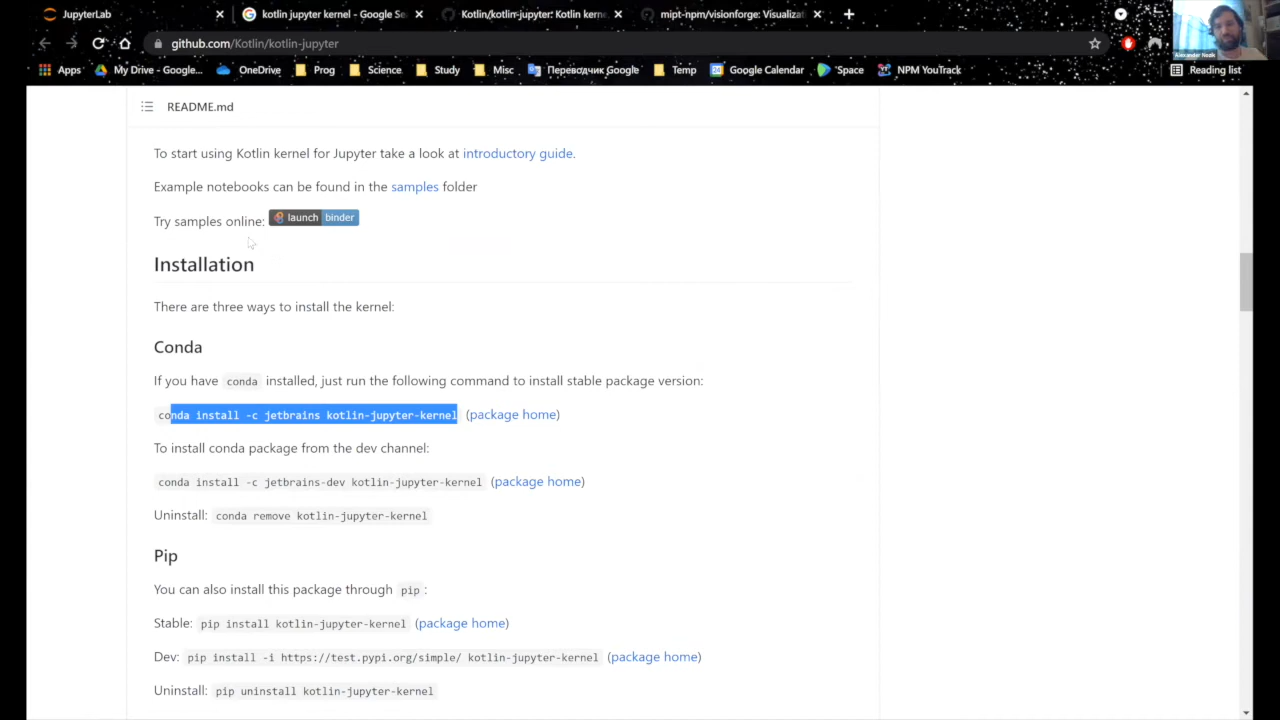 JupyterLab
kotlin jupyter kernel - Google Se
Kotlin/kotlin-jupyter: Kotlin kern
mipt-npm/visionforge: Visualizat
github.com/Kotlin/kotlin-jupyter
Alexander Nozik
Apps
My Drive - Google...
OneDrive
Prog
Science
Study
Misc
Переводчик Google
Temp
Google Calendar
Space
NPM YouTrack
Reading list
README.md
To start using Kotlin kernel for Jupyter take a look at introductory guide.
Example notebooks can be found in the samples folder
Try samples online: launch binder
Installation
There are three ways to install the kernel:
Conda
If you have conda installed, just run the following command to install stable package version:
conda install -c jetbrains kotlin-jupyter-kernel (package home)
To install conda package from the dev channel:
conda install -c jetbrains-dev kotlin-jupyter-kernel (package home)
Uninstall: conda remove kotlin-jupyter-kernel
Pip
You can also install this package through pip :
Stable: pip install kotlin-jupyter-kernel (package home)
Dev: pip install -i https://test.pypi.org/simple/ kotlin-jupyter-kernel (package home)
Uninstall: pip uninstall kotlin-jupyter-kernel